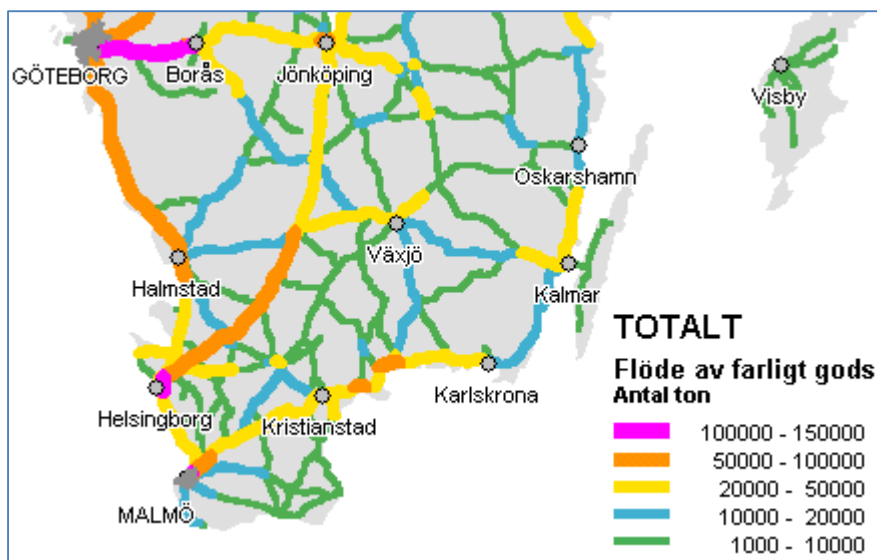 GÖTEBORG
Borås
Jönköping
Visby
Oskarshamn
Växjö
Halmstad
Kalmar
Karlskrona
Helsingborg
Kristianstad
MALMÖ
TOTALT
Flöde av farligt gods
Antal ton
100000 - 150000
50000 - 100000
20000 - 50000
10000 - 20000
1000 - 10000